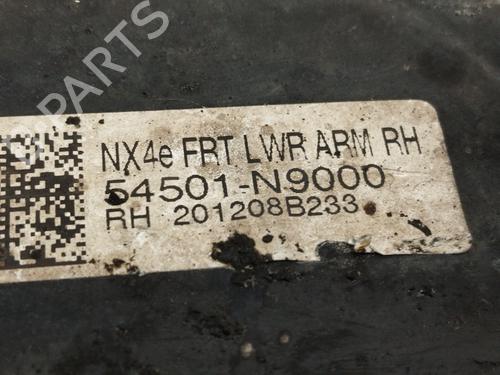 PARTS
NX4e FRT LWR ARM RH
54501-N9000
RH 201208B233